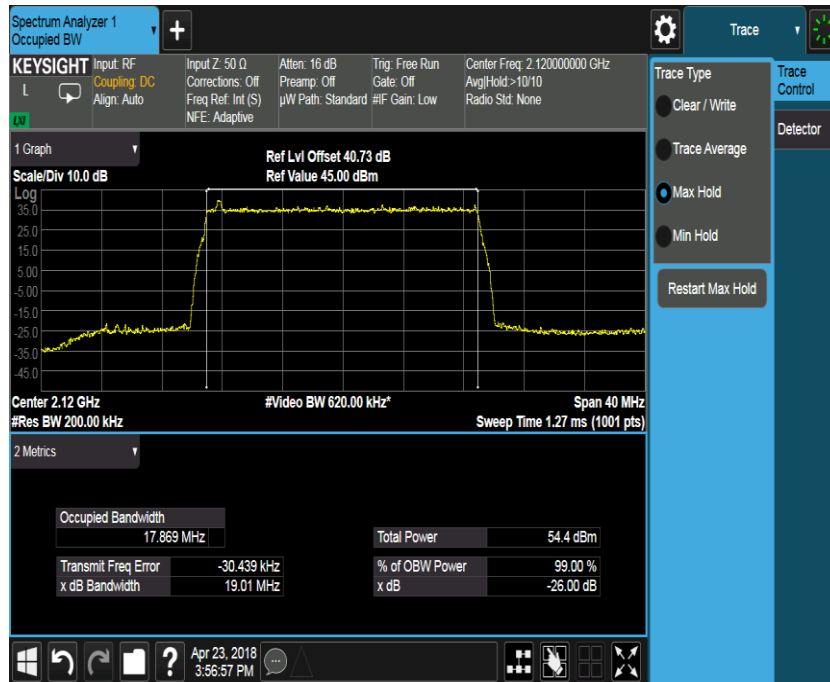 Spectrum Analyzer 1
Occupied BW
+
Trace
KEYSIGHT
L
LXI
Input: RF
Coupling: DC
Align: Auto
Input Z: 50 Ω
Corrections: Off
Freq Ref: Int (S)
NFE: Adaptive
Atten: 16 dB
Preamp: Off
µW Path: Standard
Trig: Free Run
Gate: Off
#IF Gain: Low
Center Freq: 2.120000000 GHz
Avg|Hold:>10/10
Radio Std: None
Trace Type
Clear / Write
Trace Average
Max Hold
Min Hold
Restart Max Hold
Trace
Control
Detector
1 Graph
Scale/Div 10.0 dB
Ref Lvl Offset 40.73 dB
Ref Value 45.00 dBm
Log
35.0
25.0
15.0
5.00
-5.00
-15.0
-25.0
-35.0
-45.0
Center 2.12 GHz
#Video BW 620.00 kHz*
Span 40 MHz
#Res BW 200.00 kHz
Sweep Time 1.27 ms (1001 pts)
2 Metrics
Occupied Bandwidth
17.869 MHz
Total Power 54.4 dBm
Transmit Freq Error -30.439 kHz
% of OBW Power 99.00 %
x dB Bandwidth 19.01 MHz
x dB -26.00 dB
?
Apr 23, 2018
3:56:57 PM